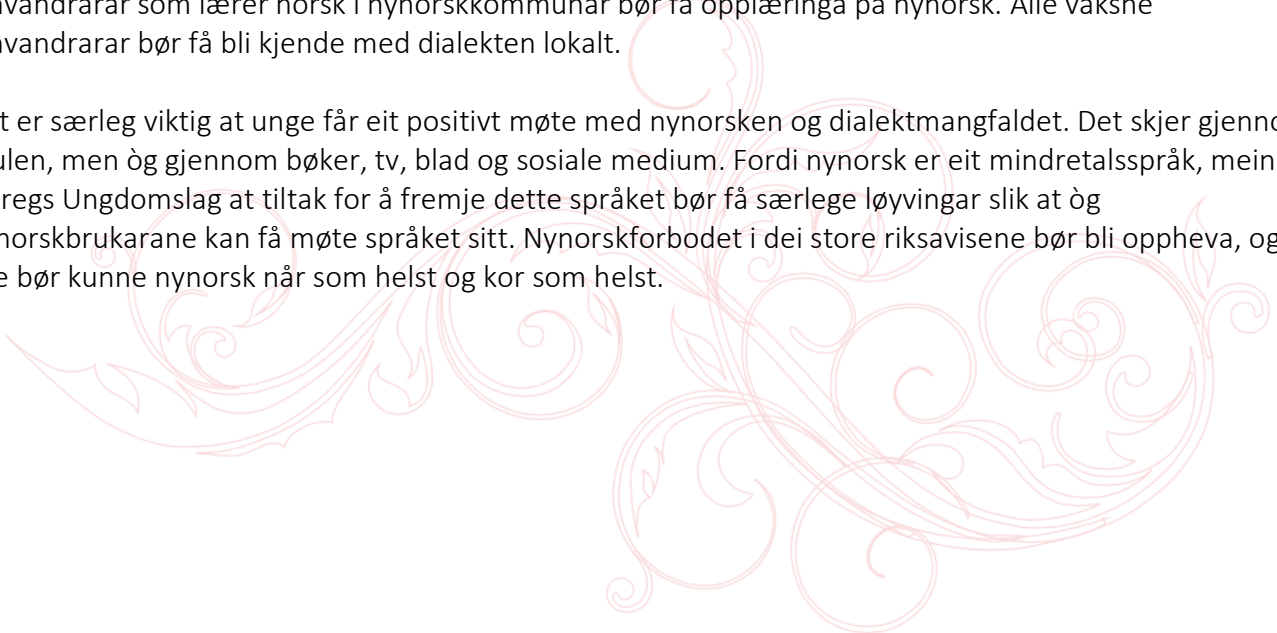 nvandrarar som lærer norsk i nynorskkommunar bør få opplæringa på nynorsk. Alle vaksne
nvandrarar bør få bli kjende med dialekten lokalt.
t er særleg viktig at unge får eit positivt møte med nynorsken og dialektmangfaldet. Det skjer gjenno
ulen, men òg gjennom bøker, tv, blad og sosiale medium. Fordi nynorsk er eit mindretalsspråk, mein
regs Ungdomslag at tiltak for å fremje dette språket bør få særlege løyvingar slik at òg
norskbrukarane kan få møte språket sitt. Nynorskforbodet i dei store riksavisene bør bli oppheva, og
e bør kunne nynorsk når som helst og kor som helst.